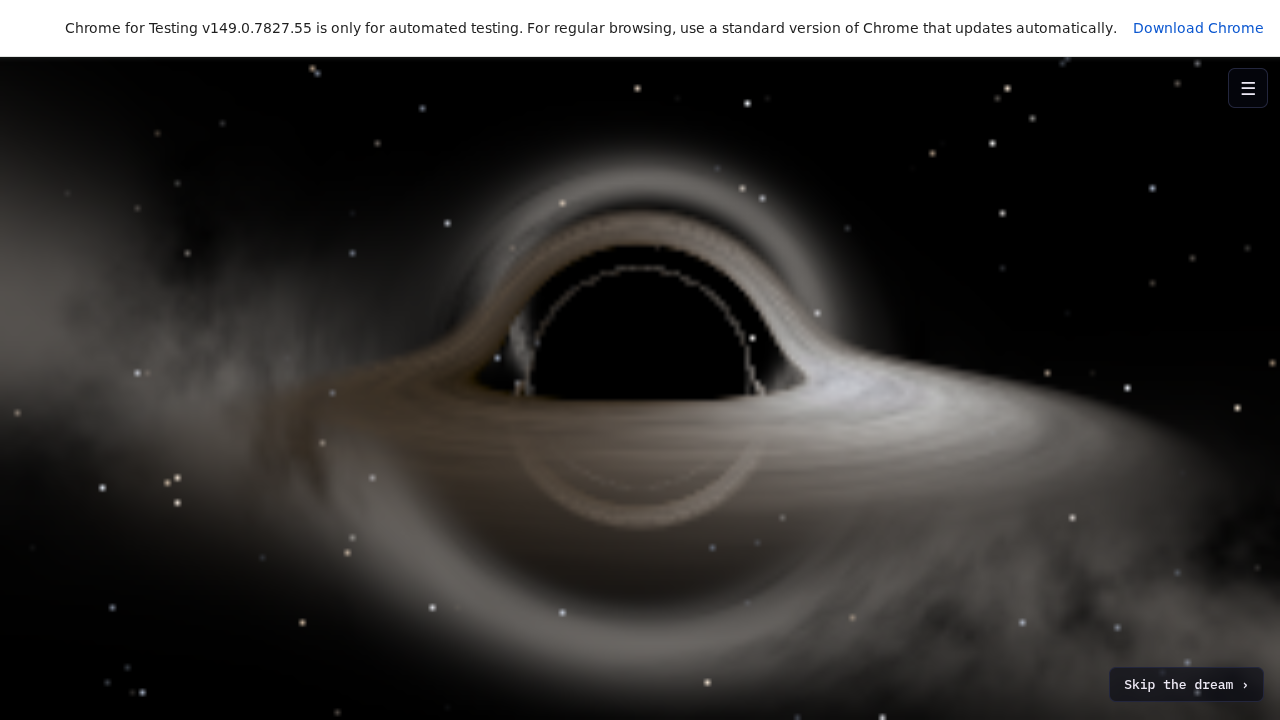 Chrome for Testing v149.0.7827.55 is only for automated testing. For regular browsing, use a standard version of Chrome that updates automatically. Download Chrome
☰
Skip the dream ›